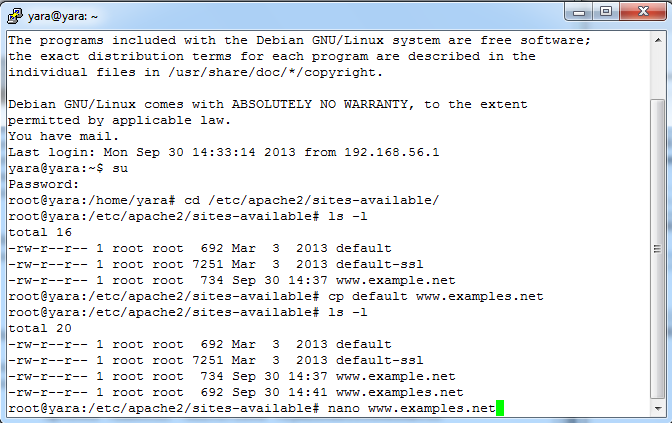 yara@yara: ~
The programs included with the Debian GNU/Linux system are free software;
the exact distribution terms for each program are described in the
individual files in /usr/share/doc/*/copyright.
Debian GNU/Linux comes with ABSOLUTELY NO WARRANTY, to the extent
permitted by applicable law.
You have mail.
Last login: Mon Sep 30 14:33:14 2013 from 192.168.56.1
yara@yara:~$ su
Password:
root@yara:/home/yara# cd /etc/apache2/sites-available/
root@yara:/etc/apache2/sites-available# ls -l
total 16
-rw-r--r-- 1 root root  692 Mar  3  2013 default
-rw-r--r-- 1 root root 7251 Mar  3  2013 default-ssl
-rw-r--r-- 1 root root  734 Sep 30 14:37 www.example.net
root@yara:/etc/apache2/sites-available# cp default www.examples.net
root@yara:/etc/apache2/sites-available# ls -l
total 20
-rw-r--r-- 1 root root  692 Mar  3  2013 default
-rw-r--r-- 1 root root 7251 Mar  3  2013 default-ssl
-rw-r--r-- 1 root root  734 Sep 30 14:37 www.example.net
-rw-r--r-- 1 root root  692 Sep 30 14:41 www.examples.net
root@yara:/etc/apache2/sites-available# nano www.examples.net